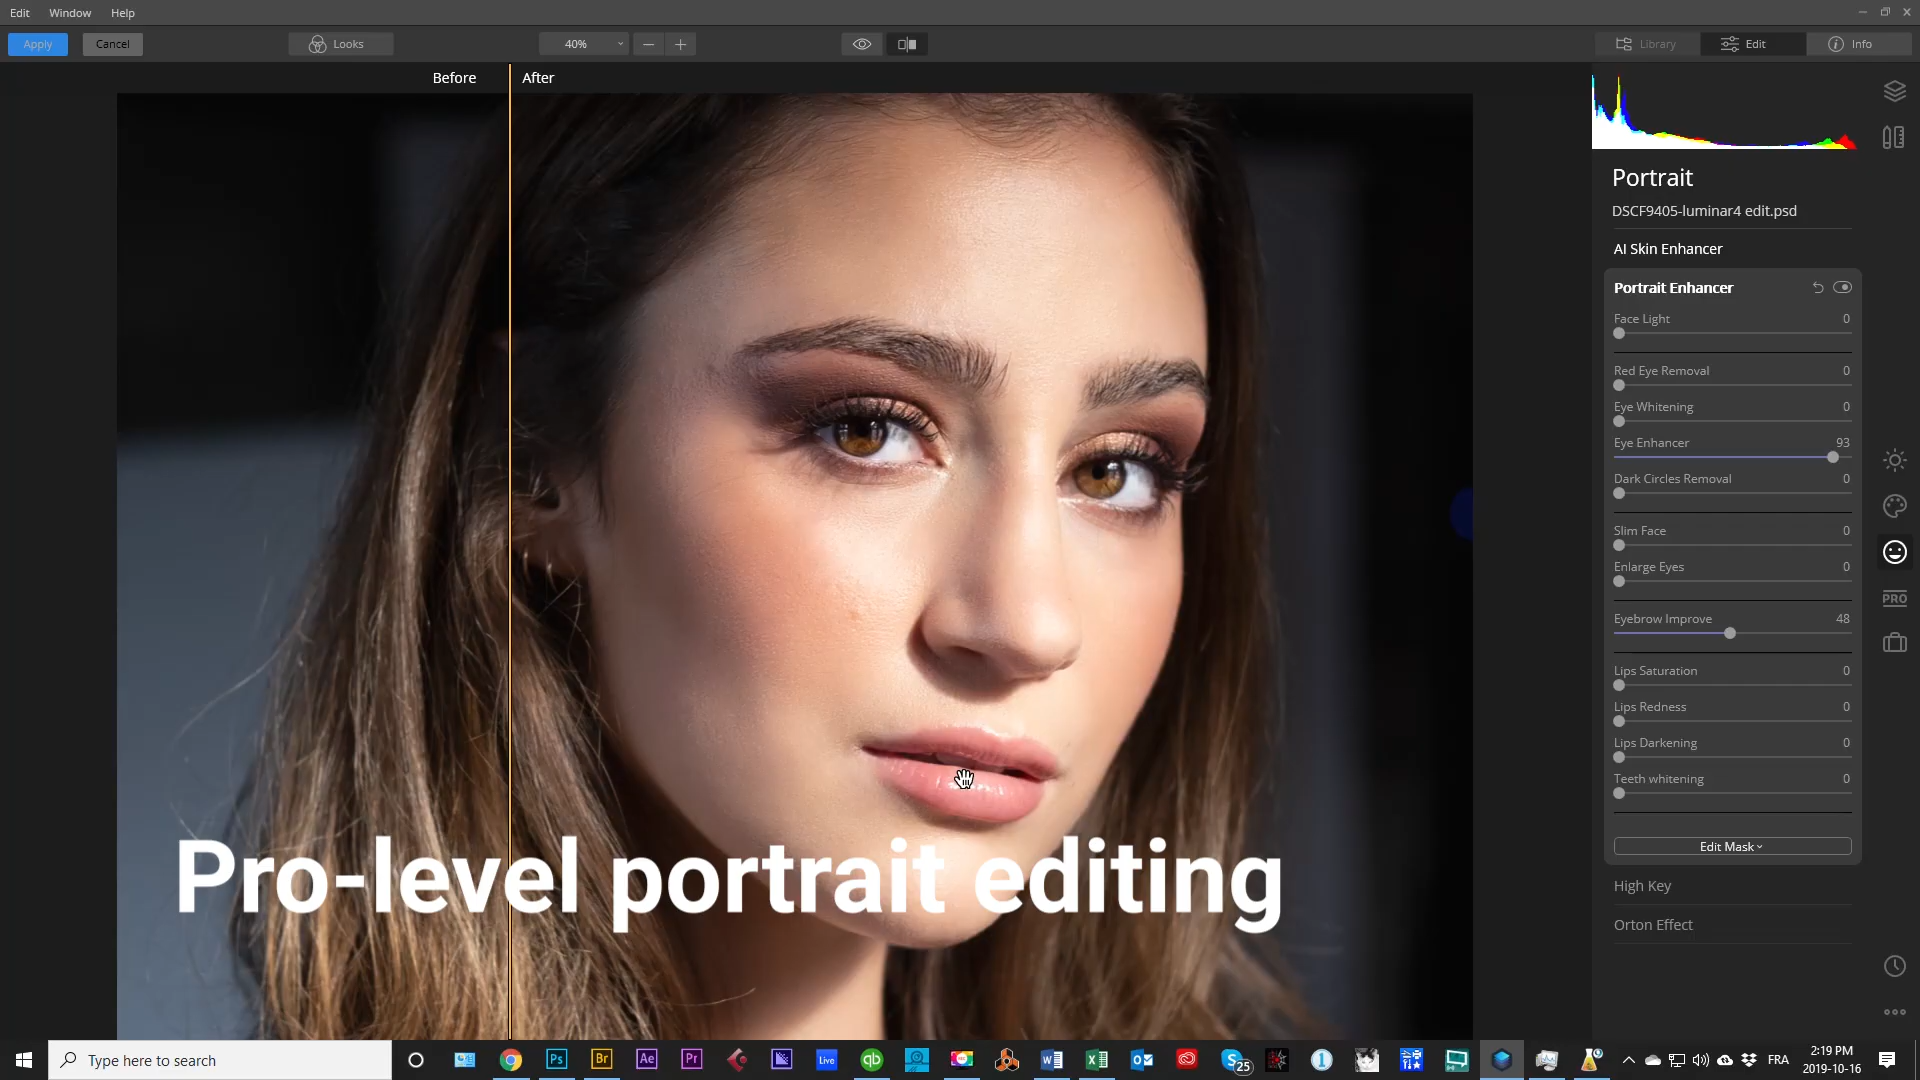 Edit Window Help
Apply Cancel Looks 40% Library Edit Info
Before After
Portrait
DSCF9405-luminar4 edit.psd
AI Skin Enhancer
Portrait Enhancer
Face Light 0
Red Eye Removal 0
Eye Whitening 0
Eye Enhancer 93
Dark Circles Removal 0
Slim Face 0
Enlarge Eyes 0
PRO
Eyebrow Improve 48
Lips Saturation 0
Lips Redness 0
Lips Darkening 0
Teeth whitening 0
Edit Mask
Pro-level portrait editing
High Key
Orton Effect
Type here to search
Ps Br Ae Pr Live qb 25 FRA
2:19 PM
2019-10-16